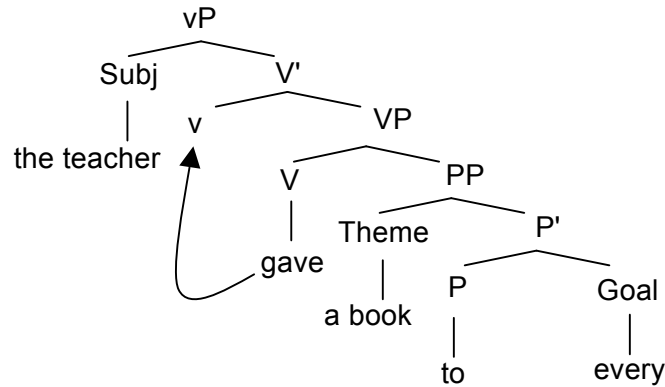 vP
Subj V'
v VP
the teacher
V PP
Theme P'
gave
P Goal
a book
to every